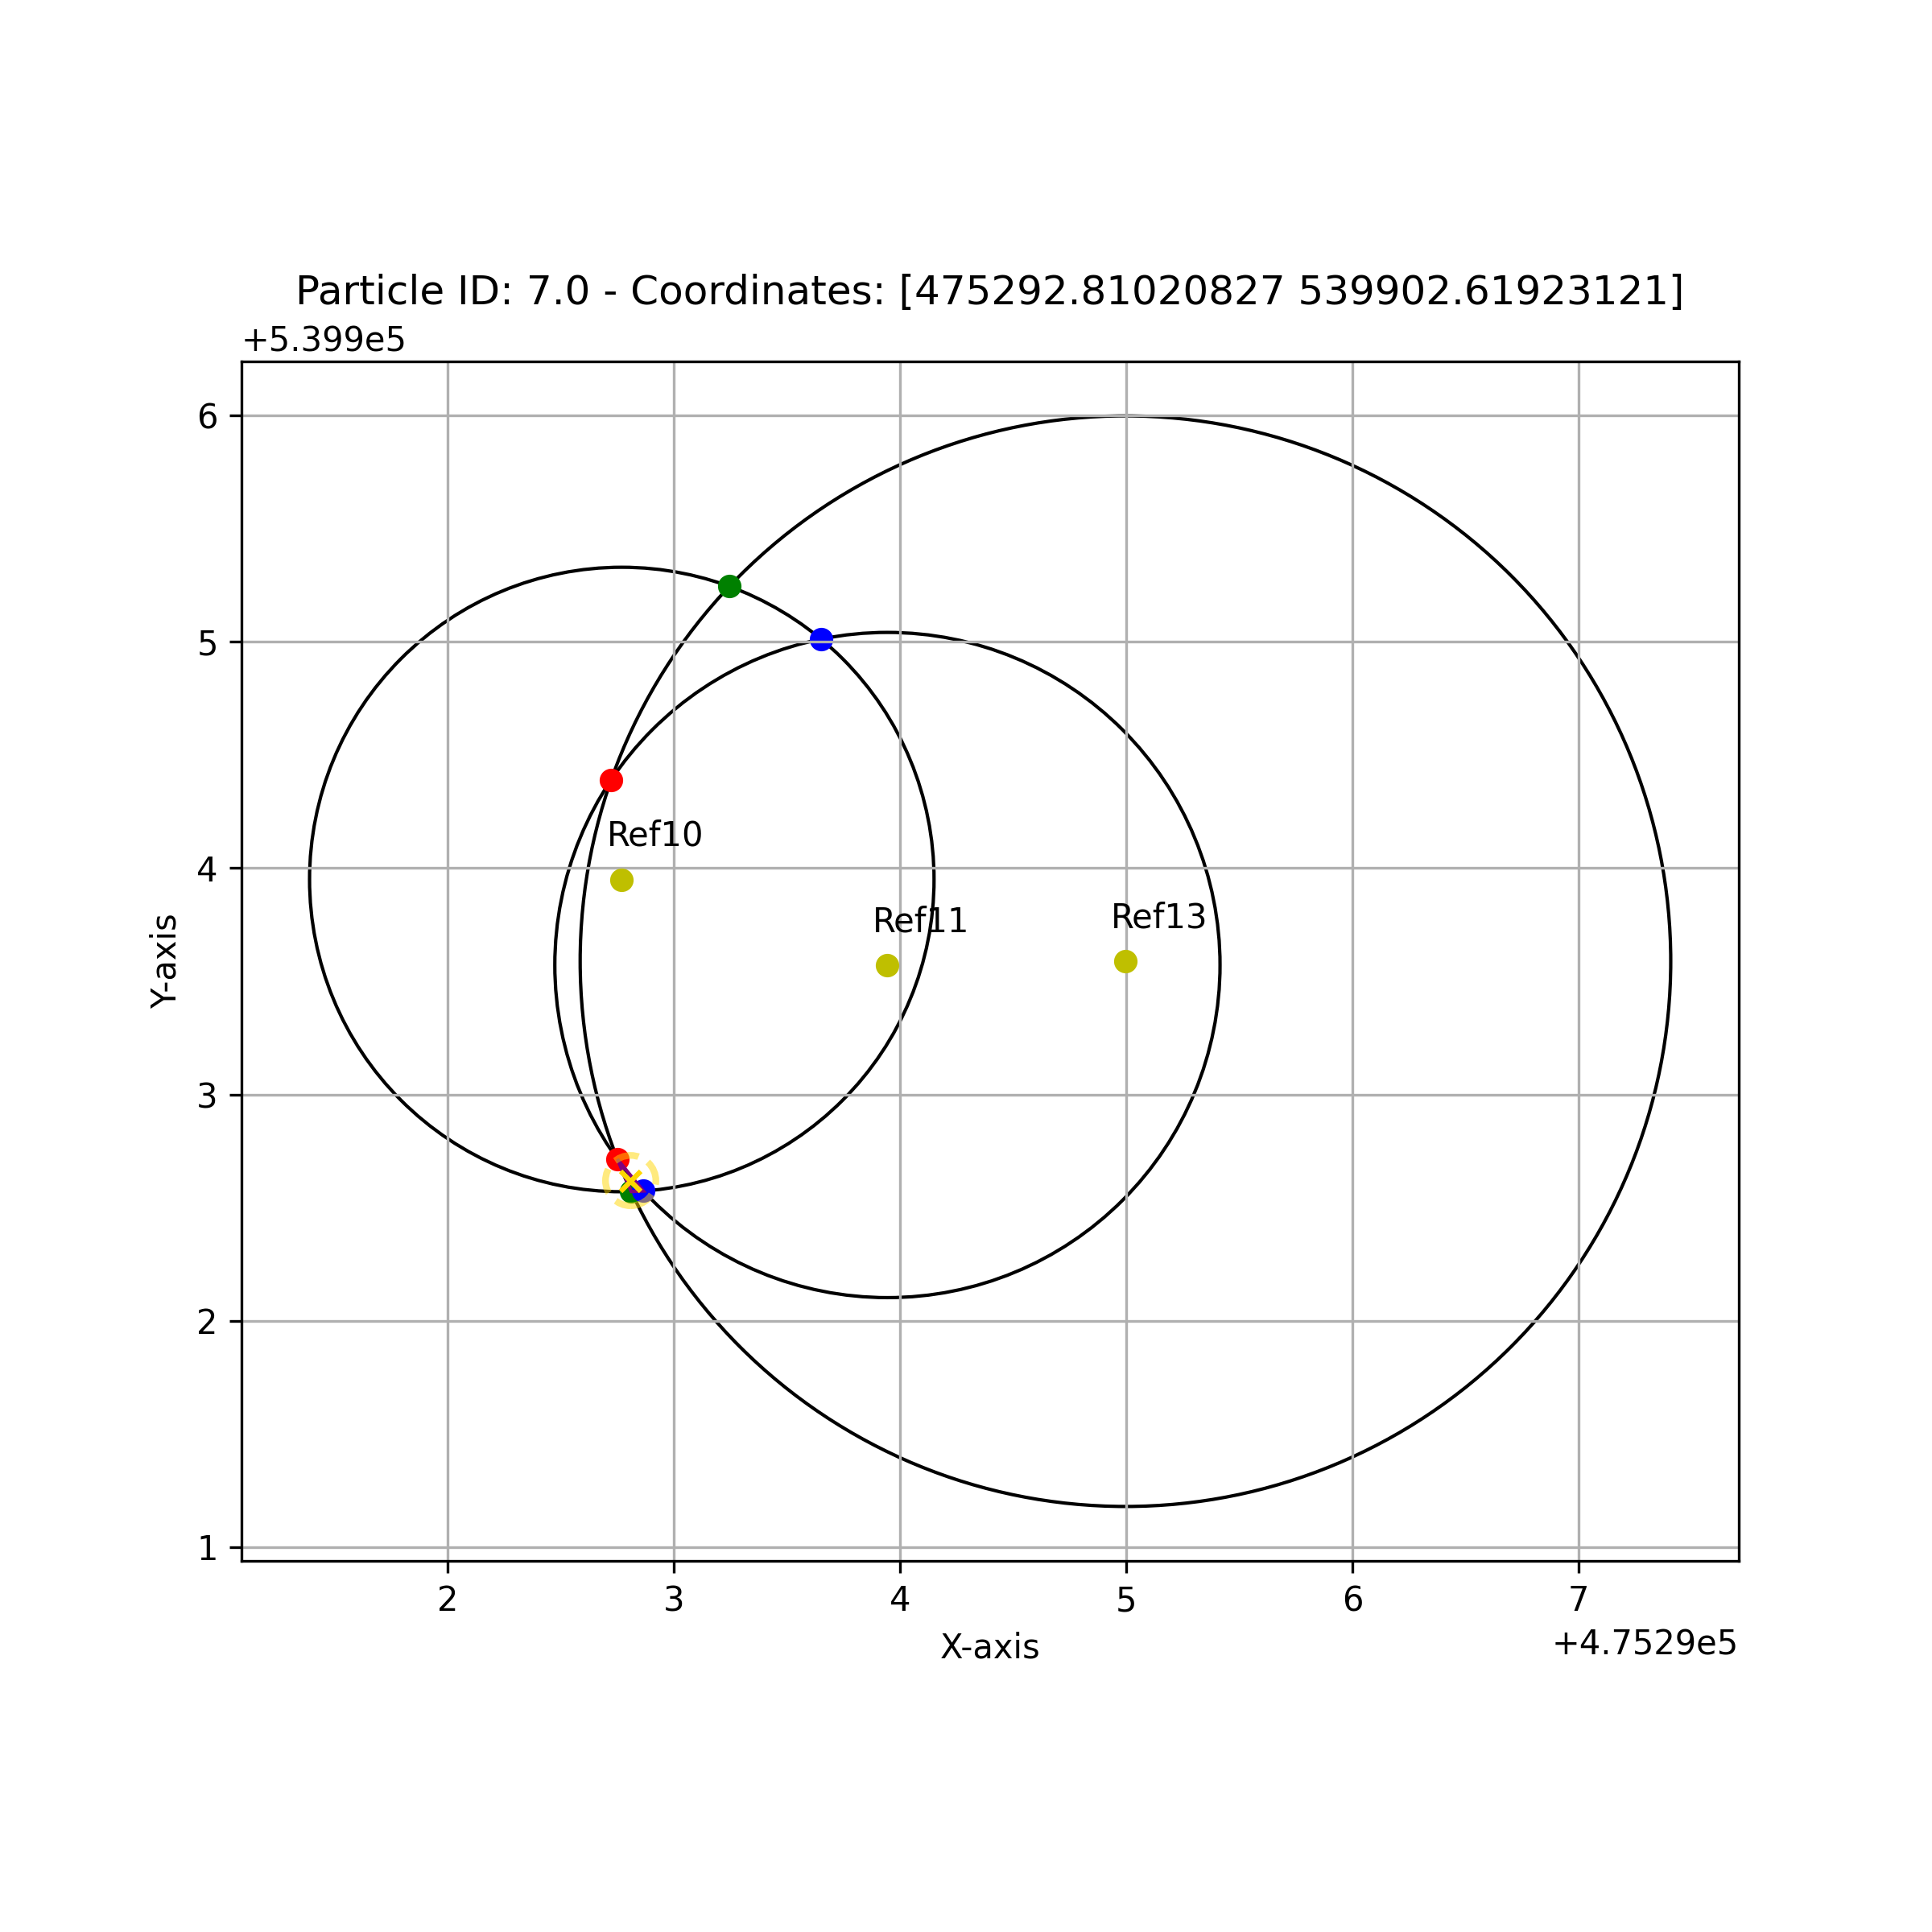 Particle ID: 7.0 - Coordinates: [475292.81020827 539902.61923121]
+5.399e5
6
5
4
3
2
1
Y-axis
Ref10
Ref11
Ref13
2 3 4 5 6 7
X-axis
+4.7529e5